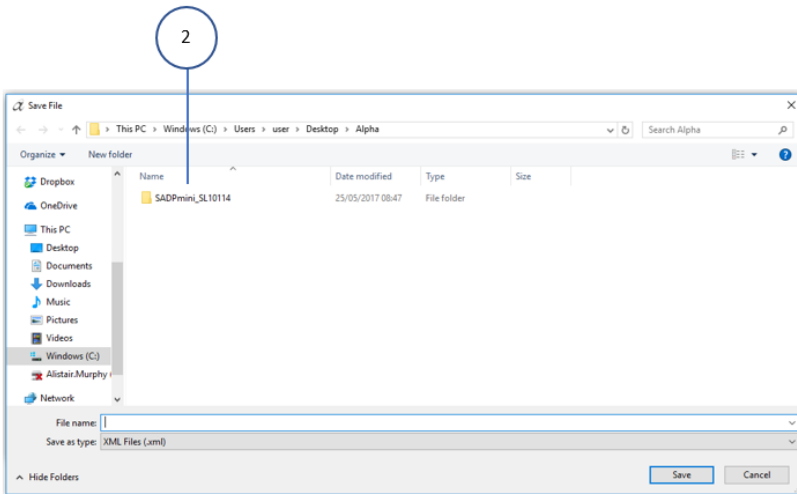 2
Save File
This PC > Windows (C:) > Users > user > Desktop > Alpha
Search Alpha
Organize
New folder
Name
Date modified
Type
Size
SADPmini_SL10114
25/05/2017 08:47
File folder
Dropbox
OneDrive
This PC
Desktop
Documents
Downloads
Music
Pictures
Videos
Windows (C:)
Alistair.Murphy
Network
File name:
Save as type:
XML Files (.xml)
Hide Folders
Save
Cancel